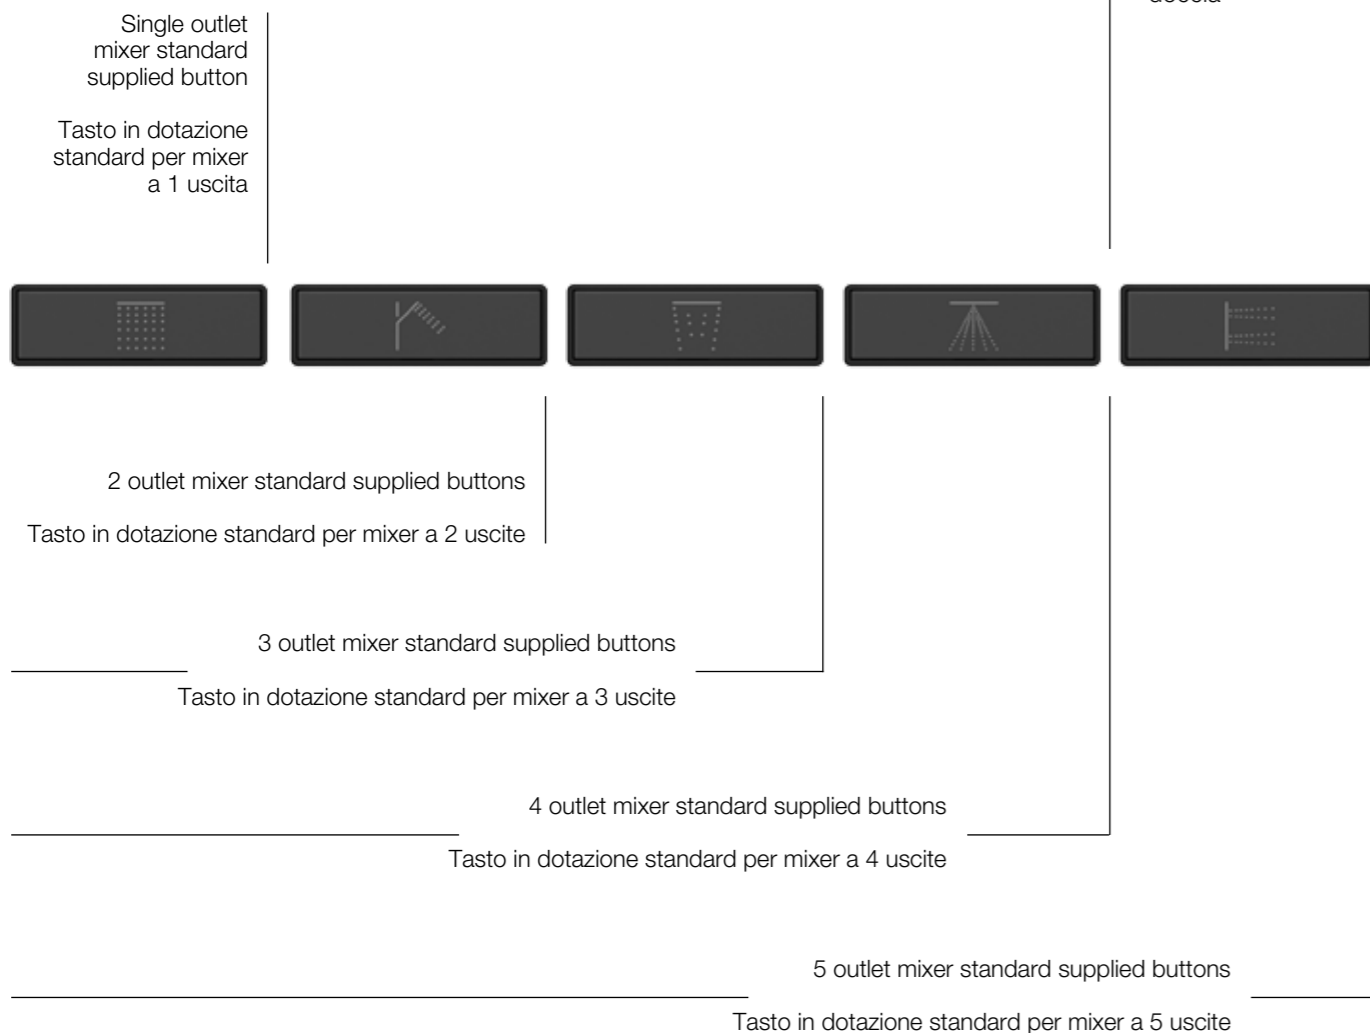 Single outlet
mixer standard
supplied button
Tasto in dotazione
standard per mixer
a 1 uscita
2 outlet mixer standard supplied buttons
Tasto in dotazione standard per mixer a 2 uscite
3 outlet mixer standard supplied buttons
Tasto in dotazione standard per mixer a 3 uscite
4 outlet mixer standard supplied buttons
Tasto in dotazione standard per mixer a 4 uscite
5 outlet mixer standard supplied buttons
Tasto in dotazione standard per mixer a 5 uscite